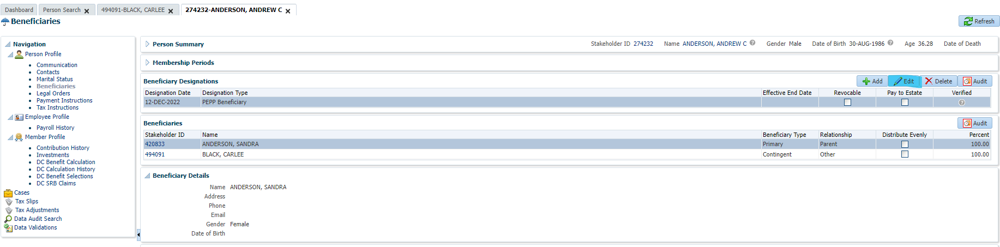 Dashboard Person Search 494091-BLACK, CARLEE 274232-ANDERSON, ANDREW C
Beneficiaries
Refresh
Navigation
Person Profile
Communication
Contacts
Marital Status
Beneficiaries
Legal Orders
Payment Instructions
Tax Instructions
Employee Profile
Payroll History
Member Profile
Contribution History
Investments
DC Benefit Calculation
DC Calculation History
DC Benefit Selections
DC SRB Claims
Cases
Tax Slips
Tax Adjustments
Data Audit Search
Data Validations
Person Summary Stakeholder ID 274232 Name ANDERSON, ANDREW C Gender Male Date of Birth 30-AUG-1986 Age 36.28 Date of Death
Membership Periods
Beneficiary Designations Add Edit Delete Audit
Designation Date Designation Type Effective End Date Revocable Pay to Estate Verified
12-DEC-2022 PEPP Beneficiary
Beneficiaries Audit
Stakeholder ID Name Beneficiary Type Relationship Distribute Evenly Percent
420833 ANDERSON, SANDRA Primary Parent 100.00
494091 BLACK, CARLEE Contingent Other 100.00
Beneficiary Details
Name ANDERSON, SANDRA
Address
Phone
Email
Gender Female
Date of Birth